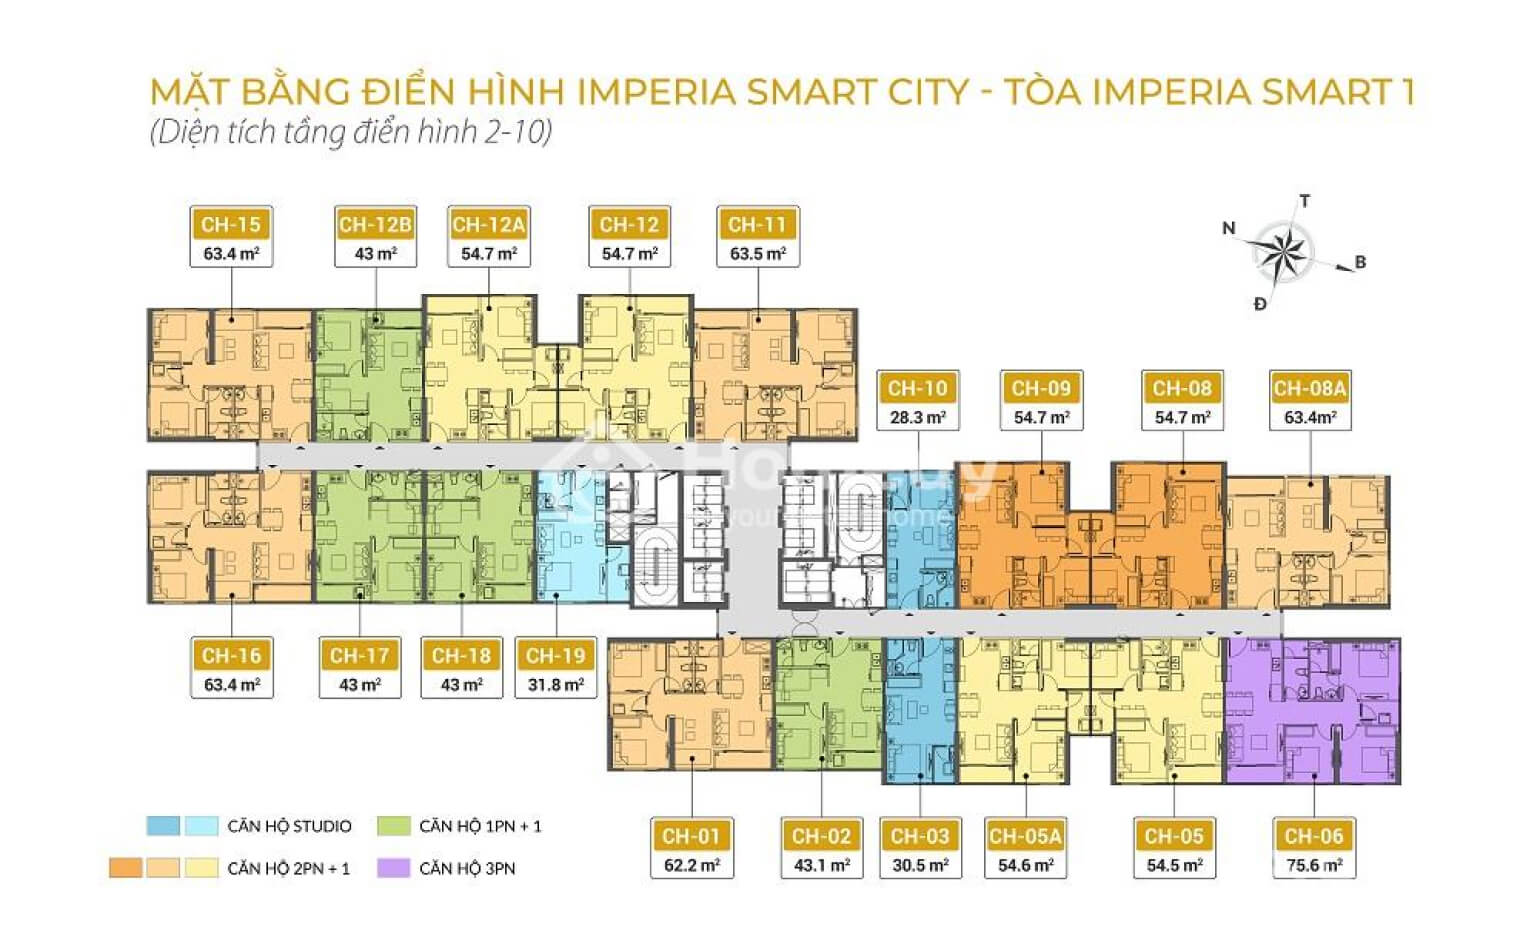 MẶT BẰNG ĐIỂN HÌNH IMPERIA SMART CITY - TÒA IMPERIA SMART 1
(Diện tích tầng điển hình 2-10)
T
N
B
Đ
CH-15
63.4 m²
CH-12B
43 m²
CH-12A
54.7 m²
CH-12
54.7 m²
CH-11
63.5 m²
CH-10
28.3 m²
CH-09
54.7 m²
CH-08
54.7 m²
CH-08A
63.4m²
CH-16
63.4 m²
CH-17
43 m²
CH-18
43 m²
CH-19
31.8 m²
CH-01
62.2 m²
CH-02
43.1 m²
CH-03
30.5 m²
CH-05A
54.6 m²
CH-05
54.5 m²
CH-06
75.6 m²
CĂN HỘ STUDIO
CĂN HỘ 1PN + 1
CĂN HỘ 2PN + 1
CĂN HỘ 3PN